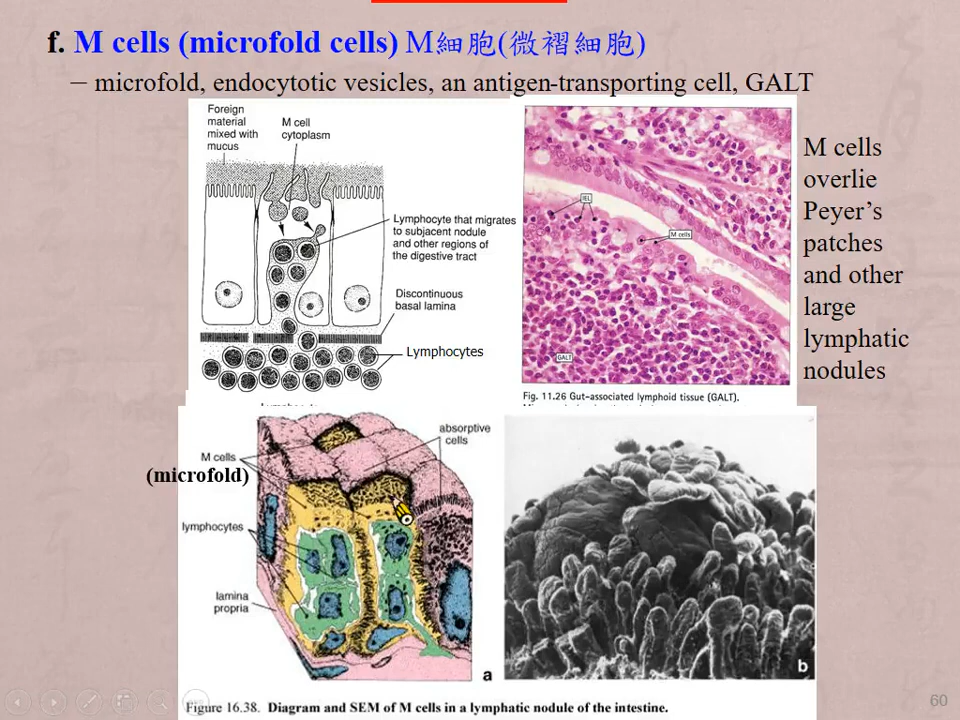 f. M cells (microfold cells) M細胞(微褶細胞)
– microfold, endocytotic vesicles, an antigen-transporting cell, GALT
Foreign
material
mixed with
mucus
M cell
cytoplasm
Lymphocyte that migrates
to subjacent nodule
and other regions of
the digestive tract
Discontinuous
basal lamina
Lymphocytes
IEL
M cells
GALT
Fig. 11.26 Gut-associated lymphoid tissue (GALT).
M cells
overlie
Peyer’s
patches
and other
large
lymphatic
nodules
absorptive
cells
M cells
(microfold)
lymphocytes
lamina
propria
a
b
Figure 16.38. Diagram and SEM of M cells in a lymphatic nodule of the intestine.
60